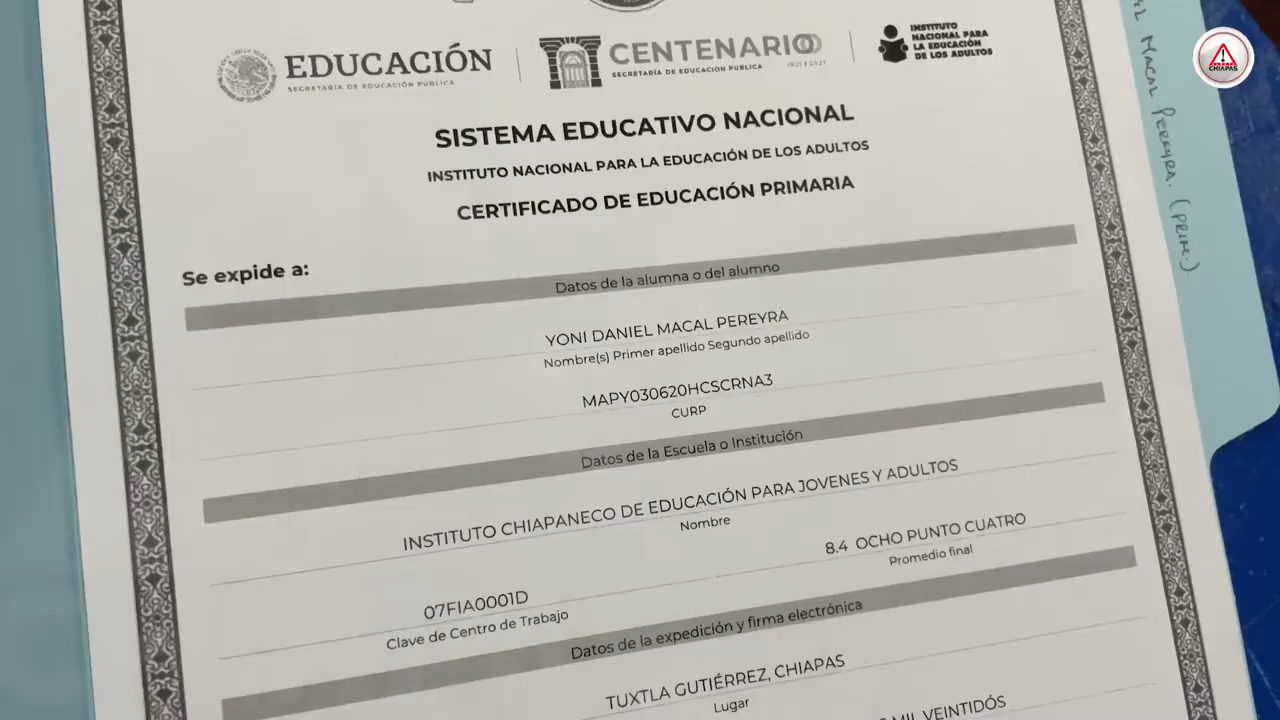 EDUCACIÓN
SECRETARÍA DE EDUCACIÓN PÚBLICA
CENTENARIO
SECRETARÍA DE EDUCACIÓN PÚBLICA
1921 2021
INSTITUTO
NACIONAL PARA
LA EDUCACIÓN
DE LOS ADULTOS
CHIAPAS
MACAL PEREYRA. (PRIM.)
SISTEMA EDUCATIVO NACIONAL
INSTITUTO NACIONAL PARA LA EDUCACIÓN DE LOS ADULTOS
CERTIFICADO DE EDUCACIÓN PRIMARIA
Se expide a:
Datos de la alumna o del alumno
YONI DANIEL MACAL PEREYRA
Nombre(s) Primer apellido Segundo apellido
MAPY030620HCSCRNA3
CURP
Datos de la Escuela o Institución
INSTITUTO CHIAPANECO DE EDUCACIÓN PARA JOVENES Y ADULTOS
Nombre
8.4 OCHO PUNTO CUATRO
Promedio final
07FIA0001D
Clave de Centro de Trabajo
Datos de la expedición y firma electrónica
TUXTLA GUTIÉRREZ, CHIAPAS
Lugar
MIL VEINTIDÓS